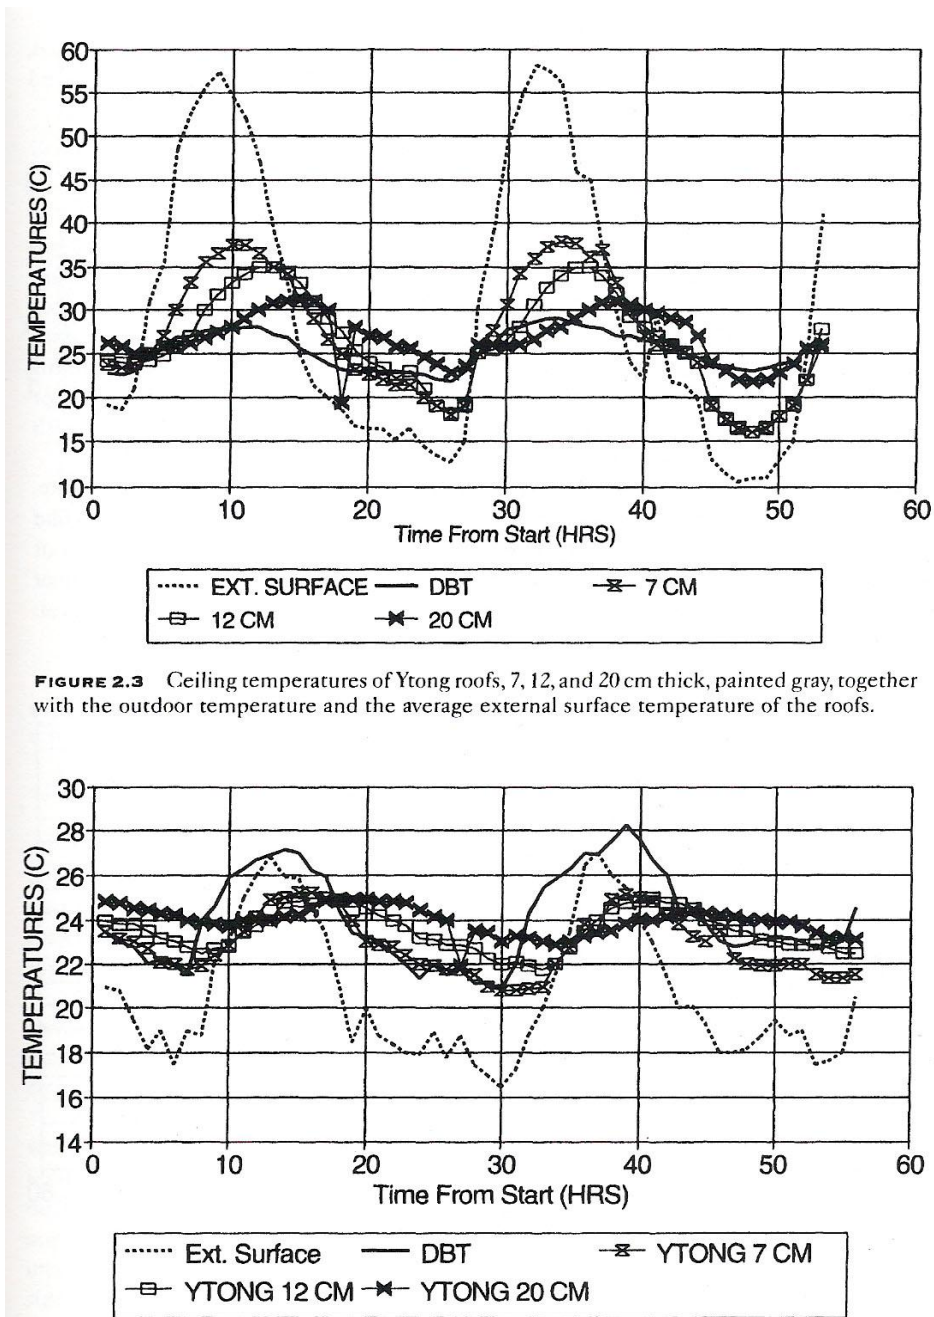 60
55
50
45
40
35
30
25
20
15
10
TEMPERATURES (C)
0 10 20 30 40 50 60
Time From Start (HRS)
EXT. SURFACE DBT 7 CM
12 CM 20 CM
FIGURE 2.3 Ceiling temperatures of Ytong roofs, 7, 12, and 20 cm thick, painted gray, together
with the outdoor temperature and the average external surface temperature of the roofs.
30
28
26
24
22
20
18
16
14
TEMPERATURES (C)
0 10 20 30 40 50 60
Time From Start (HRS)
Ext. Surface DBT YTONG 7 CM
YTONG 12 CM YTONG 20 CM